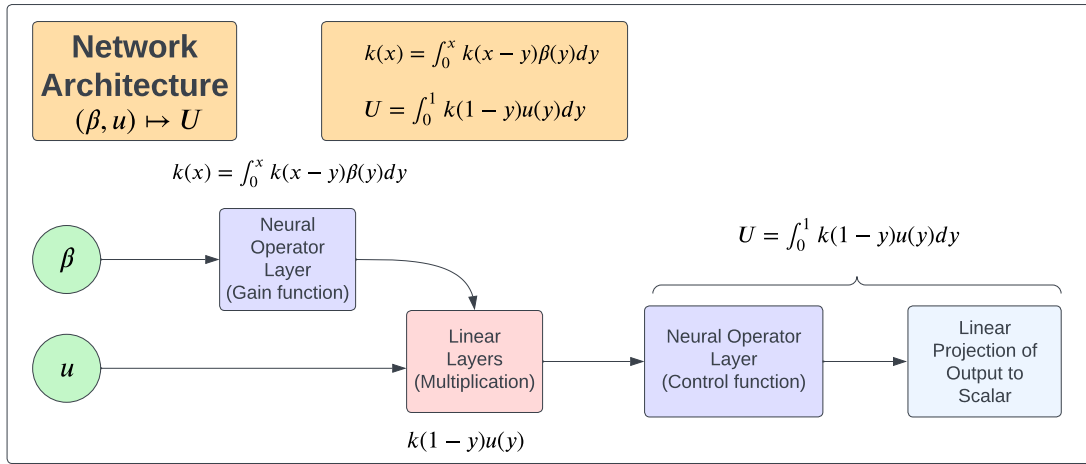 Network
Architecture
(β, u) ↦ U
k(x) = ∫₀ˣ k(x − y)β(y)dy
U = ∫₀¹ k(1 − y)u(y)dy
k(x) = ∫₀ˣ k(x − y)β(y)dy
β
Neural
Operator
Layer
(Gain function)
U = ∫₀¹ k(1 − y)u(y)dy
u
Linear
Layers
(Multiplication)
k(1 − y)u(y)
Neural Operator
Layer
(Control function)
Linear
Projection of
Output to
Scalar